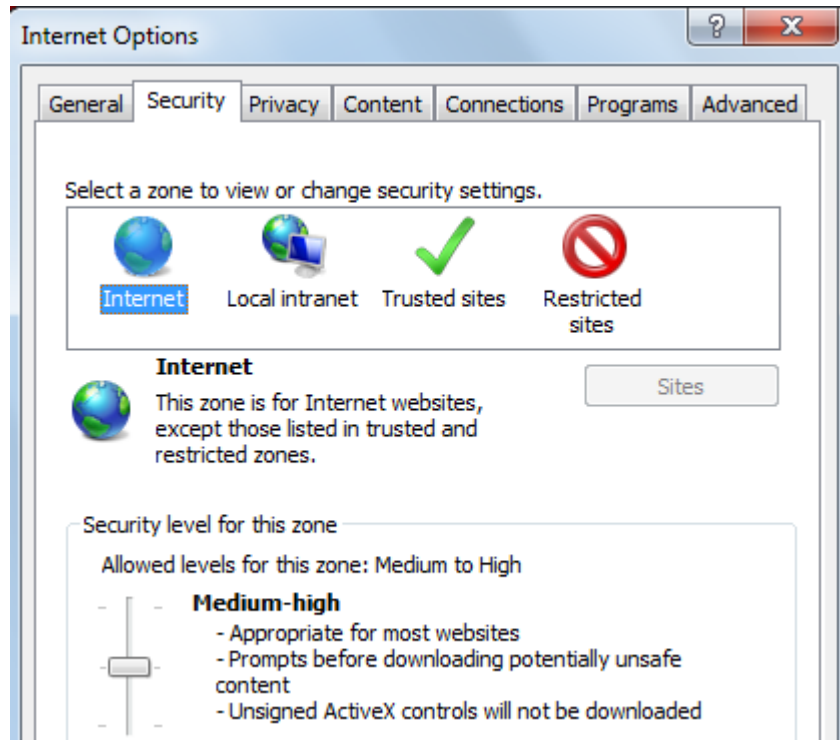 Internet Options
General Security Privacy Content Connections Programs Advanced
Select a zone to view or change security settings.
Internet Local intranet Trusted sites Restricted
sites
Internet
Sites
This zone is for Internet websites,
except those listed in trusted and
restricted zones.
Security level for this zone
Allowed levels for this zone: Medium to High
Medium-high
- Appropriate for most websites
- Prompts before downloading potentially unsafe
content
- Unsigned ActiveX controls will not be downloaded